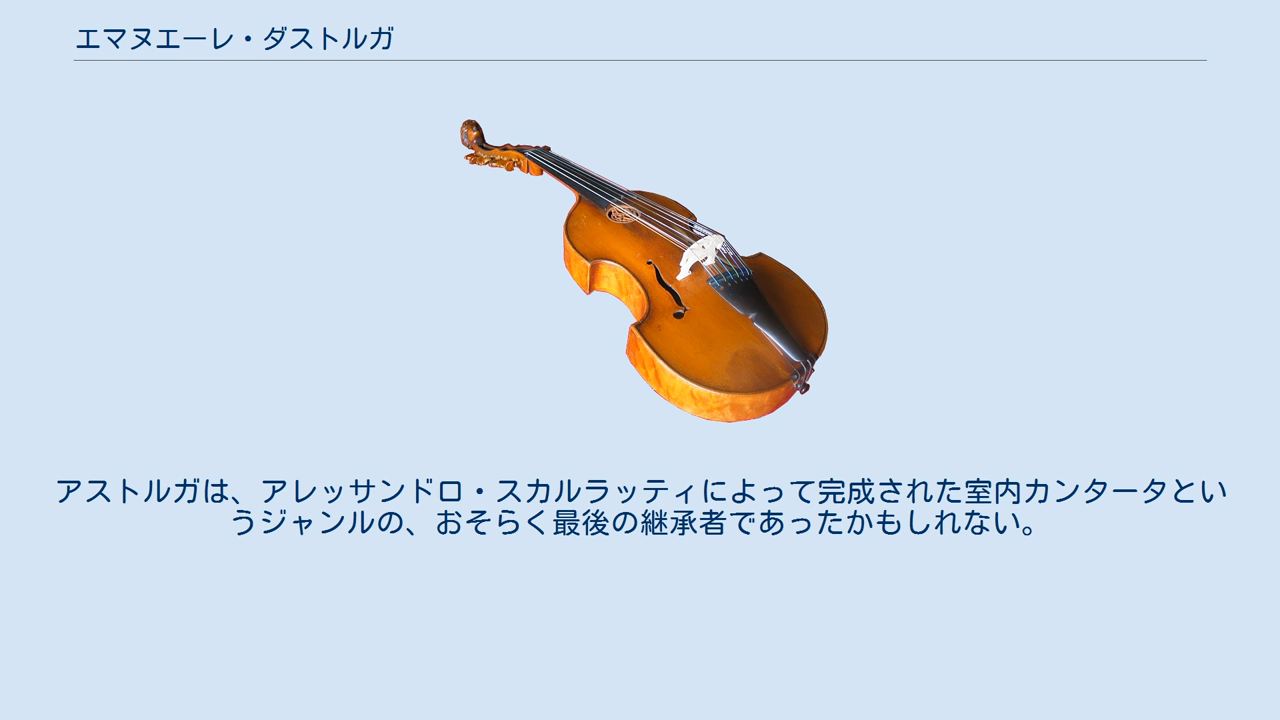 エマヌエーレ・ダストルガ
アストルガは、アレッサンドロ・スカルラッティによって完成された室内カンタータとい
うジャンルの、おそらく最後の継承者であったかもしれない。